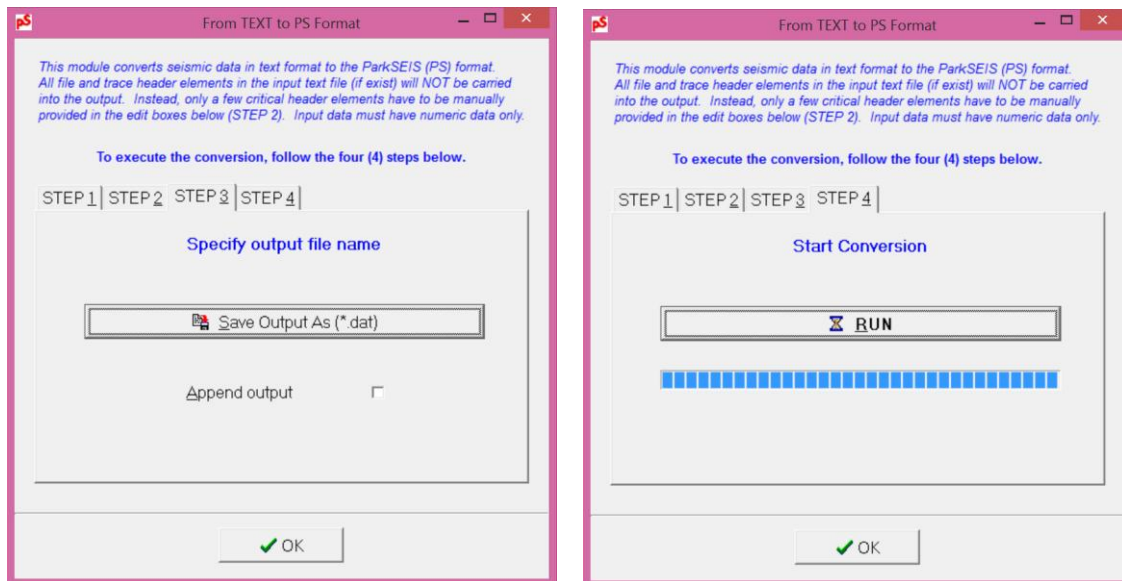 pS
From TEXT to PS Format
This module converts seismic data in text format to the ParkSEIS (PS) format.
All file and trace header elements in the input text file (if exist) will NOT be carried
into the output. Instead, only a few critical header elements have to be manually
provided in the edit boxes below (STEP 2). Input data must have numeric data only.
To execute the conversion, follow the four (4) steps below.
STEP 1 STEP 2 STEP 3 STEP 4
Specify output file name
Save Output As (*.dat)
Append output
OK
pS
From TEXT to PS Format
This module converts seismic data in text format to the ParkSEIS (PS) format.
All file and trace header elements in the input text file (if exist) will NOT be carried
into the output. Instead, only a few critical header elements have to be manually
provided in the edit boxes below (STEP 2). Input data must have numeric data only.
To execute the conversion, follow the four (4) steps below.
STEP 1 STEP 2 STEP 3 STEP 4
Start Conversion
RUN
OK